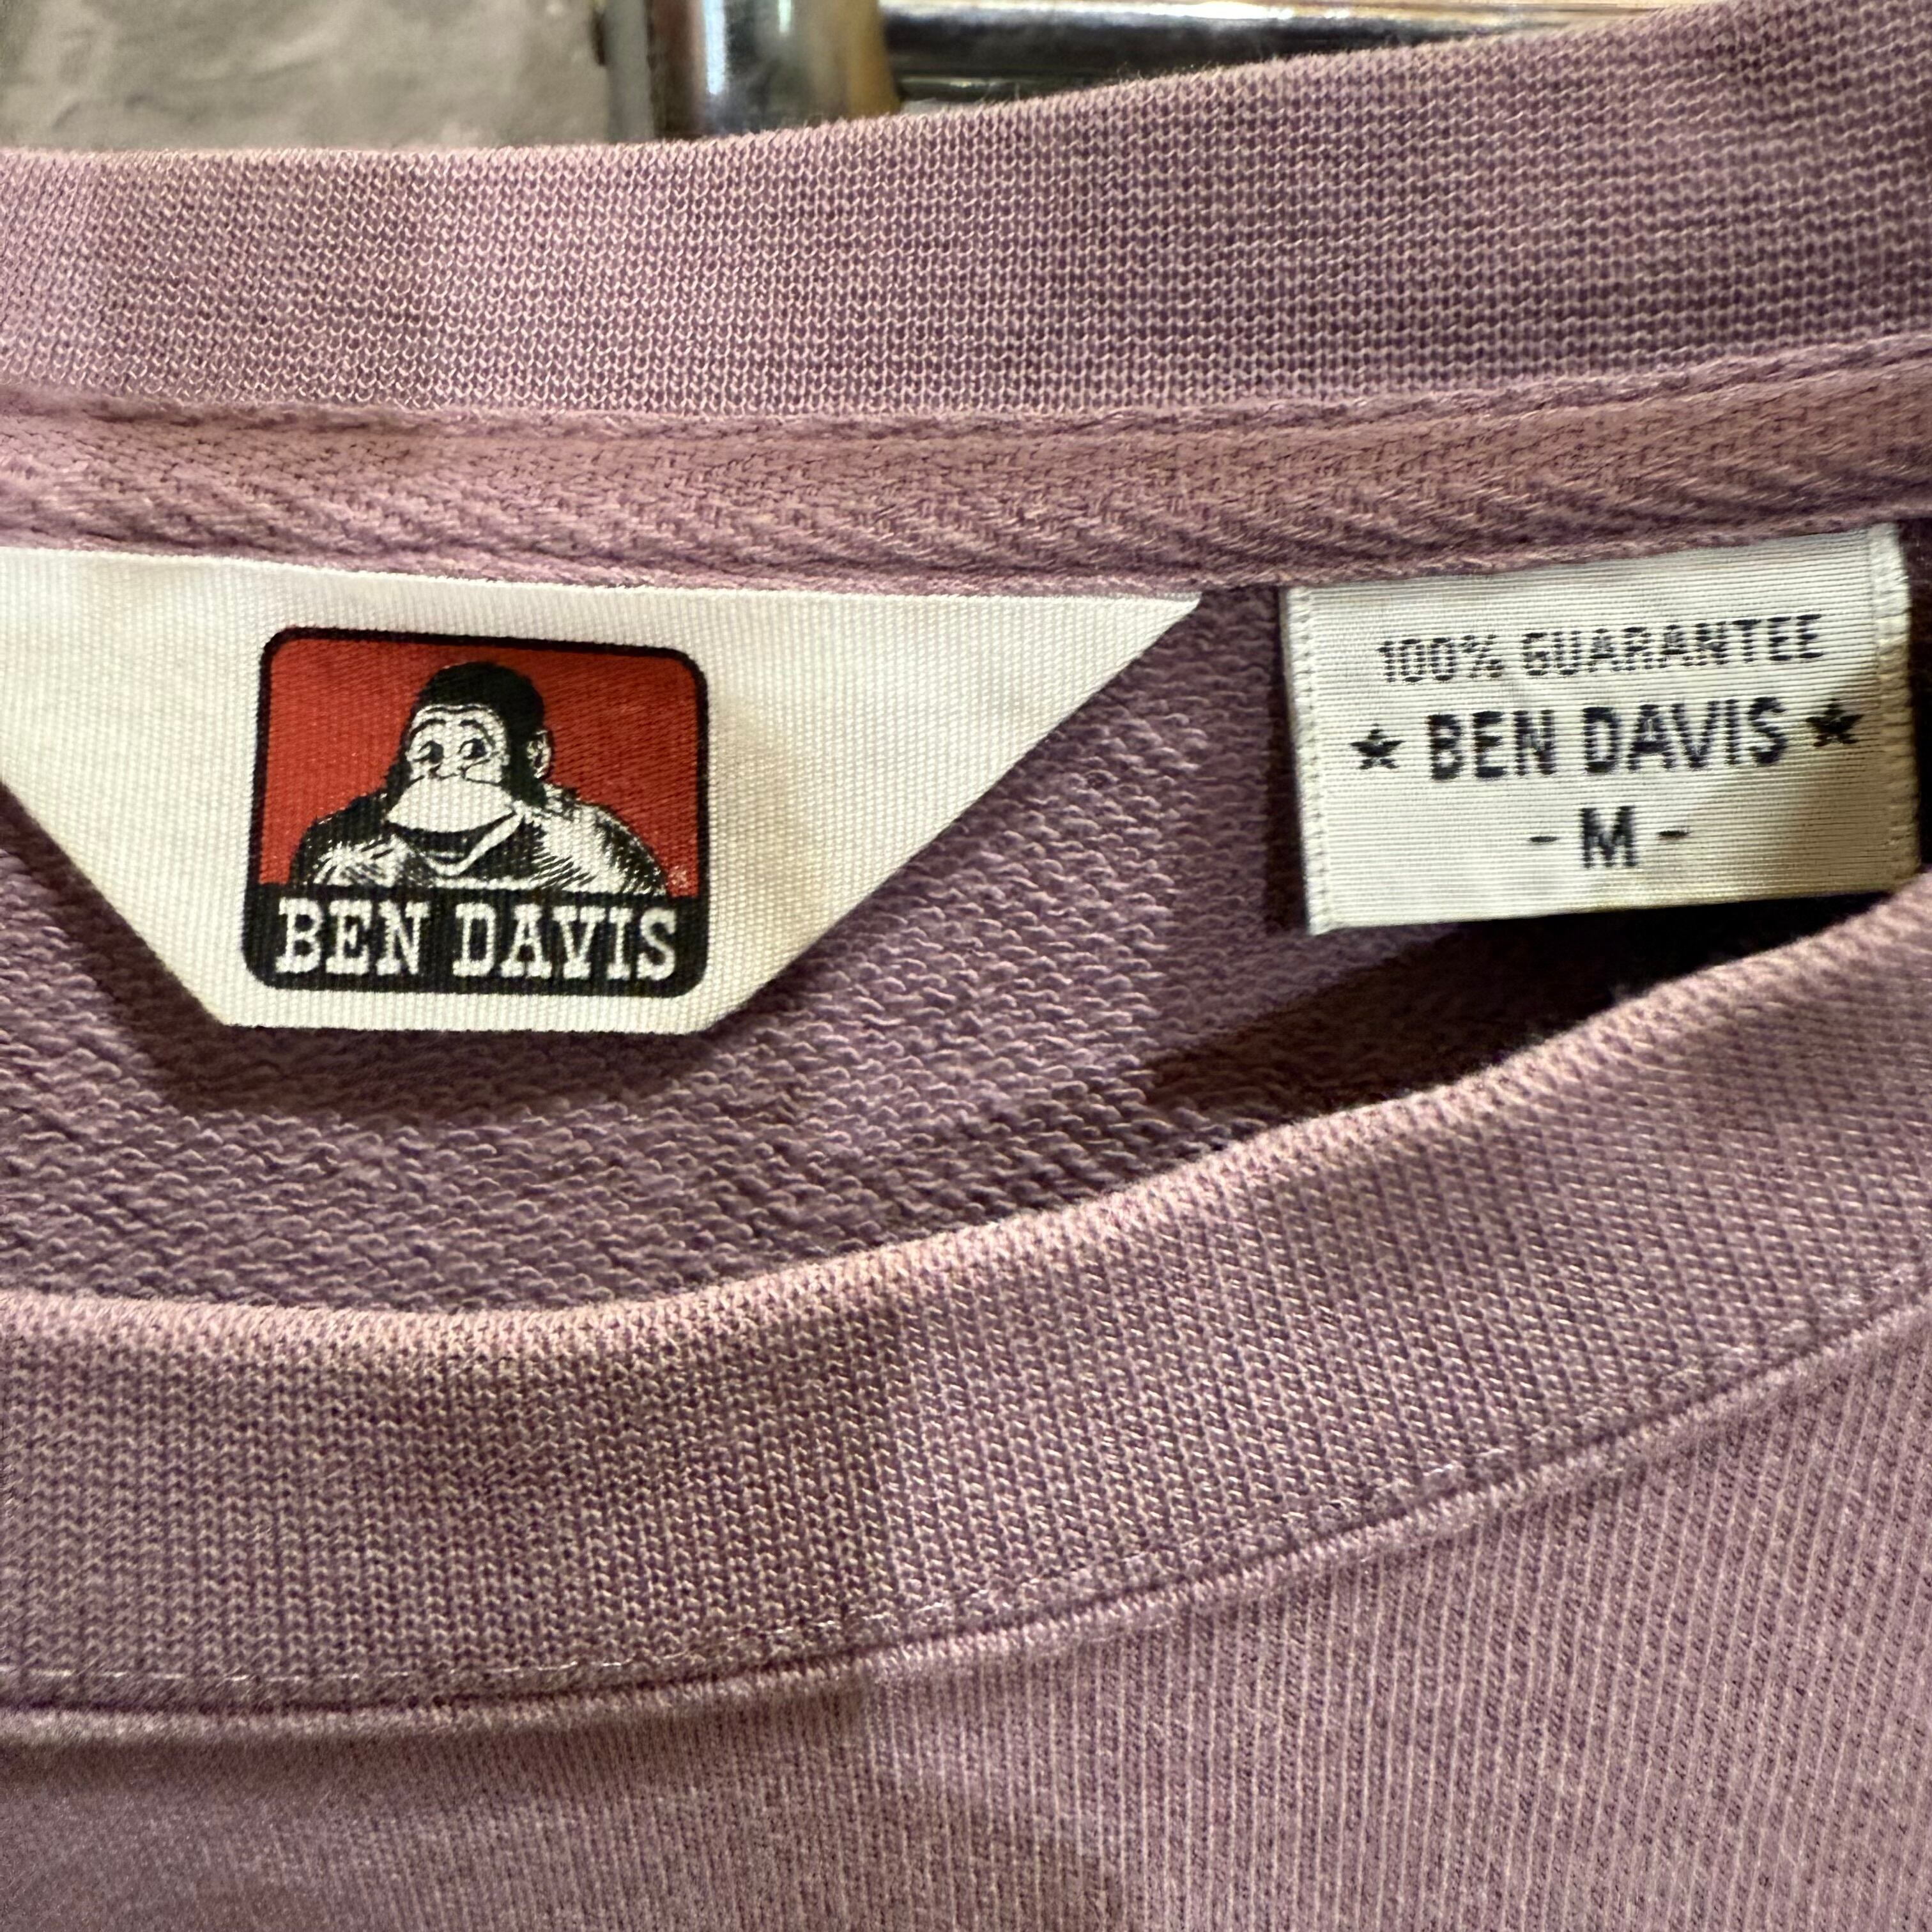 BEN DAVIS
100% GUARANTEE
★ BEN DAVIS ★
- M -